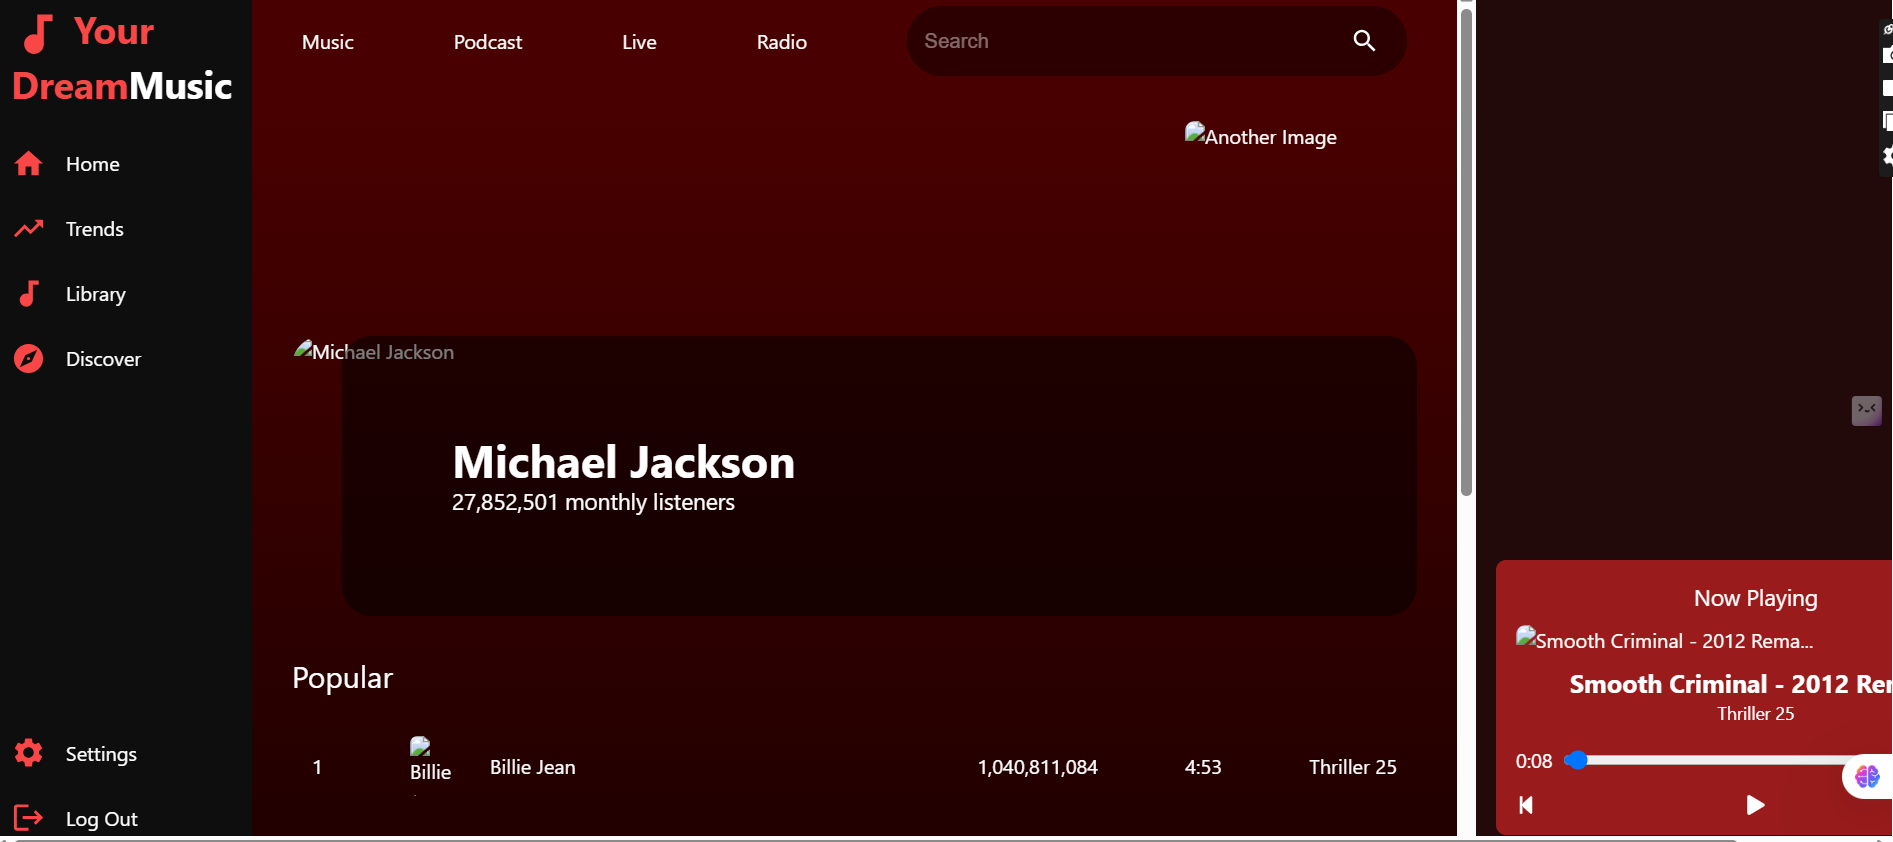 Your
DreamMusic
Home
Trends
Library
Discover
Settings
Log Out
Music
Podcast
Live
Radio
Search
Another Image
Michael Jackson
Michael Jackson
27,852,501 monthly listeners
Popular
1
Billie
Billie Jean
1,040,811,084
4:53
Thriller 25
Now Playing
Smooth Criminal - 2012 Rema...
Smooth Criminal - 2012 Rem
Thriller 25
0:08